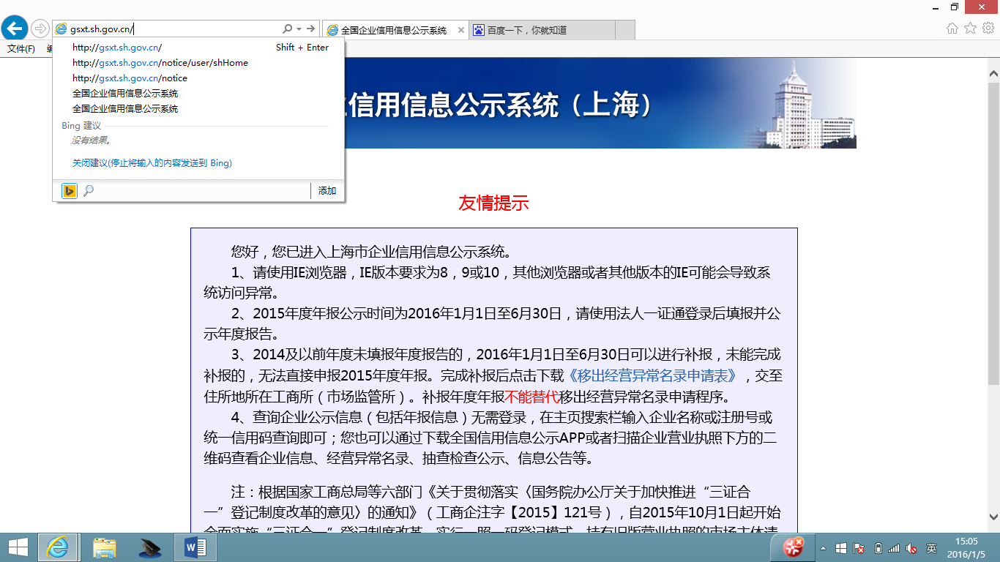 gsxt.sh.gov.cn/
全国企业信用信息公示系统
百度一下，你就知道
文件(F)
http://gsxt.sh.gov.cn/ Shift + Enter
http://gsxt.sh.gov.cn/notice/user/shHome
http://gsxt.sh.gov.cn/notice
全国企业信用信息公示系统
全国企业信用信息公示系统
Bing 建议
没有结果。
关闭建议(停止将输入的内容发送到 Bing)
添加
信用信息公示系统（上海）
友情提示
您好，您已进入上海市企业信用信息公示系统。
1、请使用IE浏览器，IE版本要求为8，9或10，其他浏览器或者其他版本的IE可能会导致系
统访问异常。
2、2015年度年报公示时间为2016年1月1日至6月30日，请使用法人一证通登录后填报并公
示年度报告。
3、2014及以前年度未填报年度报告的，2016年1月1日至6月30日可以进行补报，未能完成
补报的，无法直接申报2015年度年报。完成补报后点击下载《移出经营异常名录申请表》，交至
住所地所在工商所（市场监管所）。补报年度年报不能替代移出经营异常名录申请程序。
4、查询企业公示信息（包括年报信息）无需登录，在主页搜索栏输入企业名称或注册号或
统一信用码查询即可；您也可以通过下载全国信用信息公示APP或者扫描企业营业执照下方的二
维码查看企业信息、经营异常名录、抽查检查公示、信息公告等。
注：根据国家工商总局等六部门《关于贯彻落实〈国务院办公厅关于加快推进“三证合
一”登记制度改革的意见〉的通知》（工商企注字【2015】121号），自2015年10月1日起开始
全面实施“三证合一”登记制度改革，实行一照一码登记模式，持有旧版营业执照的市场主体请
英
15:05
2016/1/5